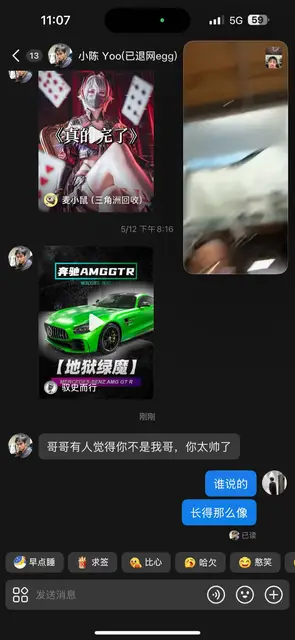 11:07
5G 59
13
小陈 Yoo(已退网egg)
《真的完了》
麦小鼠 (三角洲回收)
5/12 下午 8:16
奔驰AMGGTR
【地狱绿魔】
MERCEDES-BENZ AMG GT R
驭史而行
刚刚
哥哥有人觉得你不是我哥,你太帅了
谁说的
长得那么像
已读
早点睡
求签
比心
哈欠
憨笑
发送消息